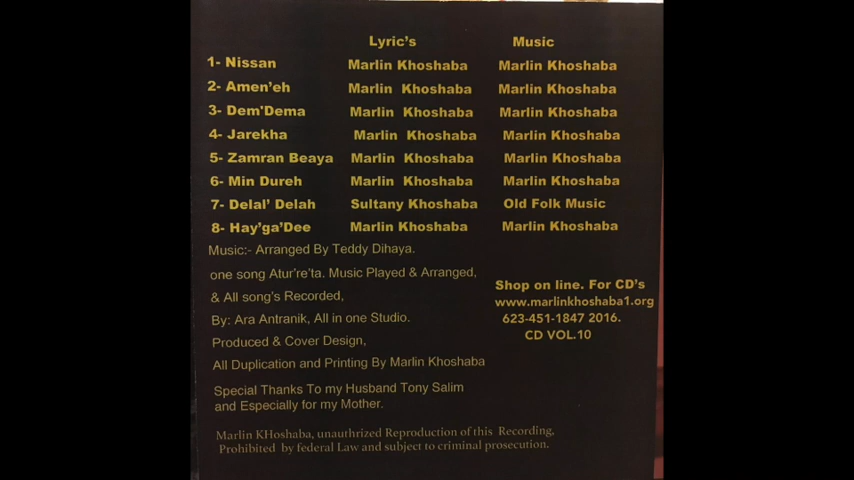 Lyric's Music
1- Nissan Marlin Khoshaba Marlin Khoshaba
2- Amen'eh Marlin Khoshaba Marlin Khoshaba
3- Dem'Dema Marlin Khoshaba Marlin Khoshaba
4- Jarekha Marlin Khoshaba Marlin Khoshaba
5- Zamran Beaya Marlin Khoshaba Marlin Khoshaba
6- Min Dureh Marlin Khoshaba Marlin Khoshaba
7- Delal' Delah Sultany Khoshaba Old Folk Music
8- Hay'ga'Dee Marlin Khoshaba Marlin Khoshaba
Music:- Arranged By Teddy Dihaya.
one song Atur're'ta. Music Played & Arranged,
& All song's Recorded,
By: Ara Antranik, All in one Studio.
Produced & Cover Design,
All Duplication and Printing By Marlin Khoshaba
Special Thanks To my Husband Tony Salim
and Especially for my Mother.
Shop on line. For CD's
www.marlinkhoshaba1.org
623-451-1847 2016.
CD VOL.10
Marlin KHoshaba, unauthrized Reproduction of this Recording,
Prohibited by federal Law and subject to criminal prosecution.